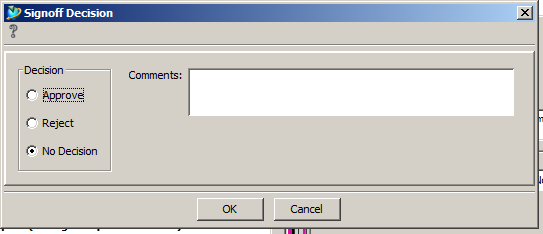 Signoff Decision
?
Decision
Comments:
Approve
Reject
No Decision
OK
Cancel